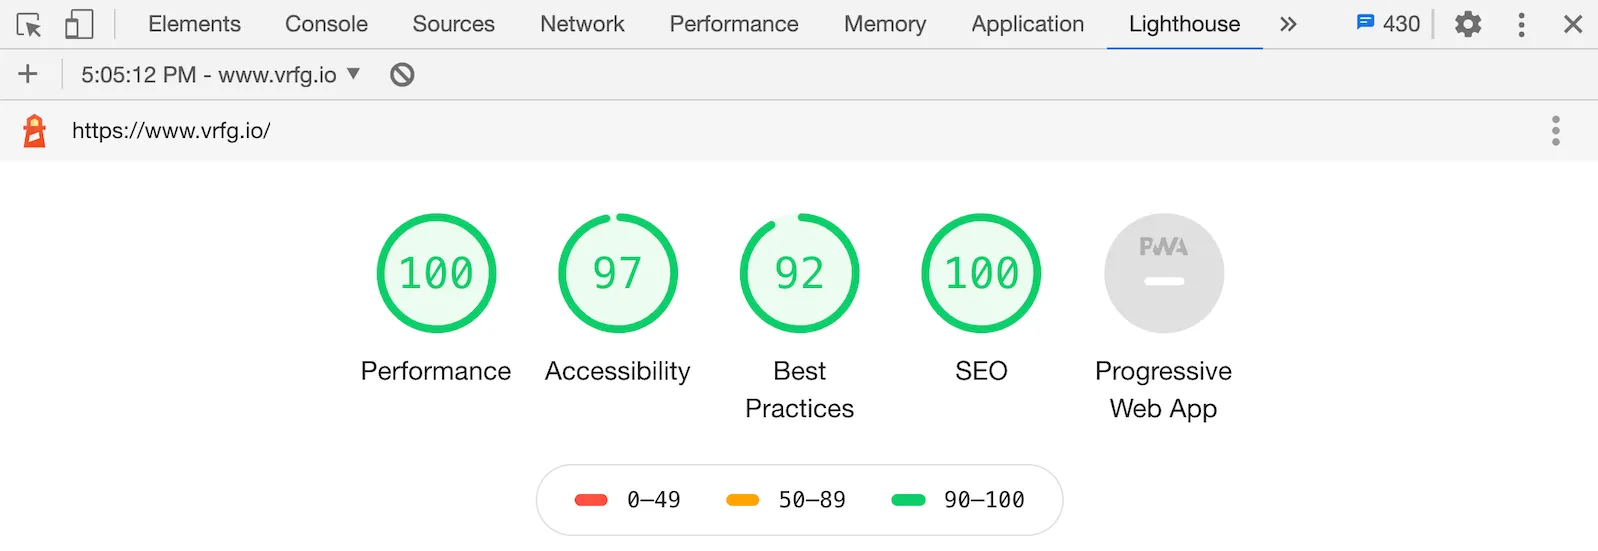 Elements Console Sources Network Performance Memory Application Lighthouse » 430
+ 5:05:12 PM - www.vrfg.io ▼
https://www.vrfg.io/
100 97 92 100 PWA
Performance Accessibility Best Practices SEO Progressive Web App
0–49 50–89 90–100